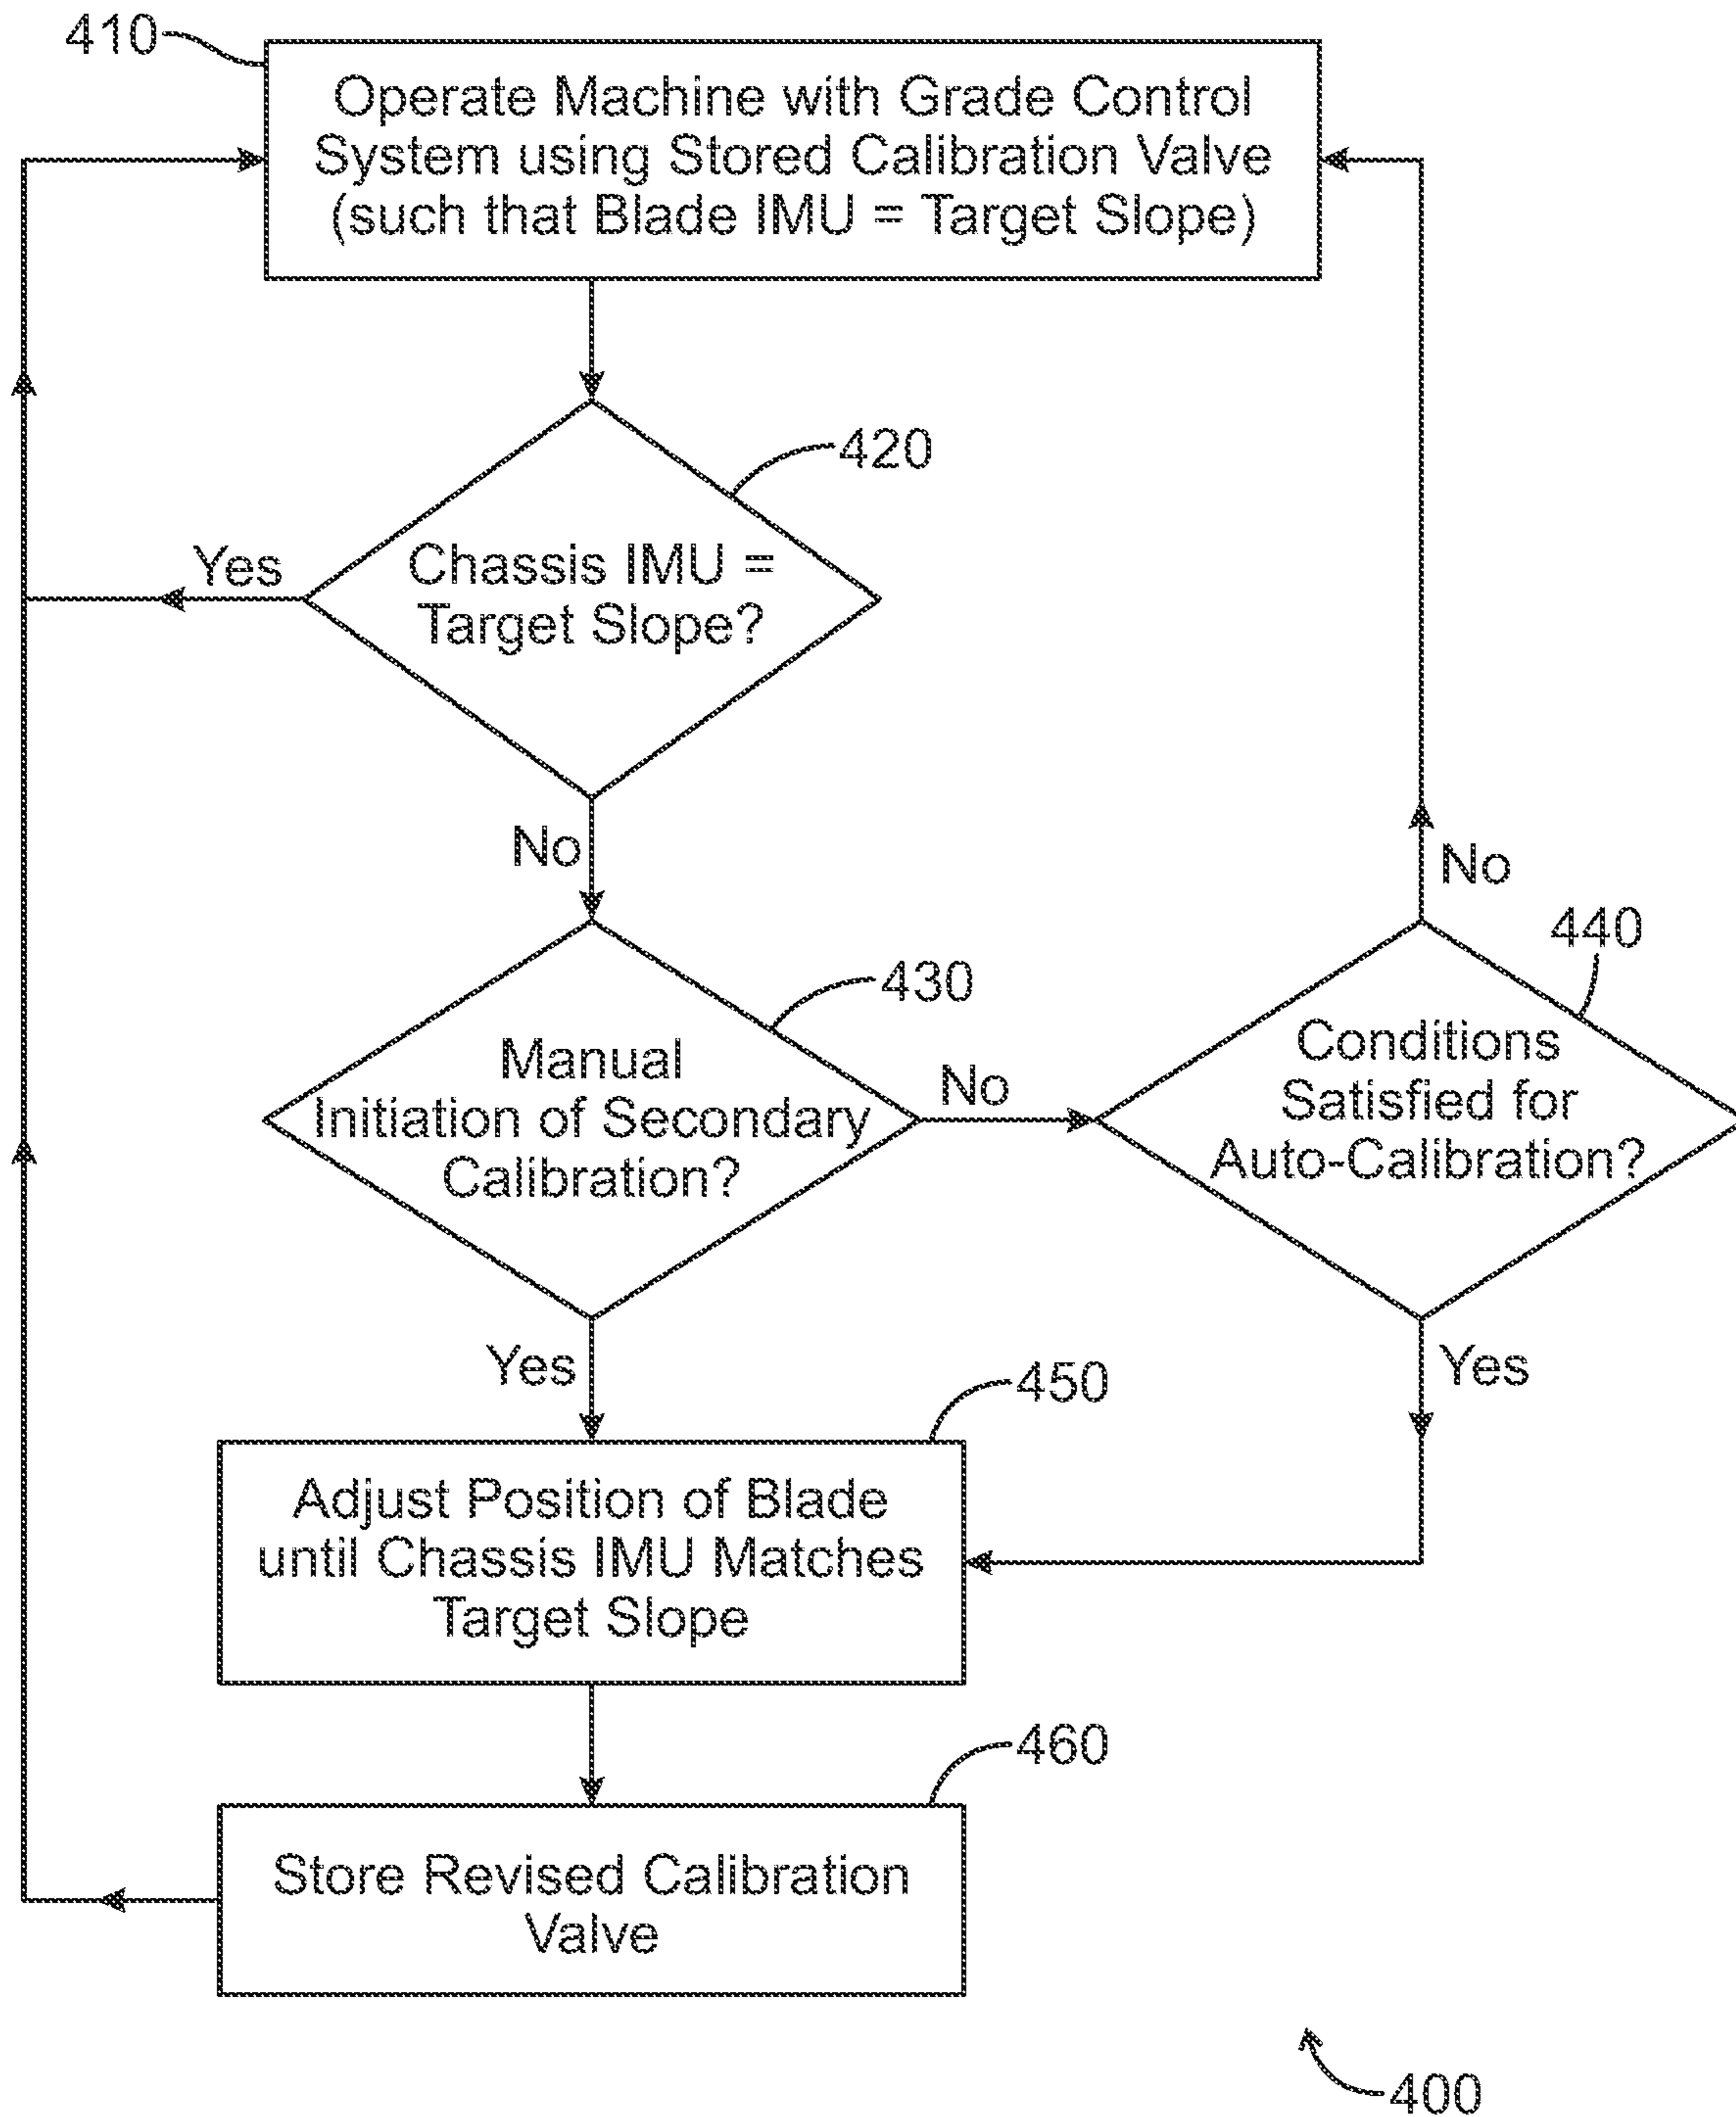 410
Operate Machine with Grade Control
System using Stored Calibration Valve
(such that Blade IMU = Target Slope)
420
Yes
Chassis IMU =
Target Slope?
No
No
440
430
Manual
Initiation of Secondary
Calibration?
No
Conditions
Satisfied for
Auto-Calibration?
Yes
Yes
450
Adjust Position of Blade
until Chassis IMU Matches
Target Slope
460
Store Revised Calibration
Valve
400